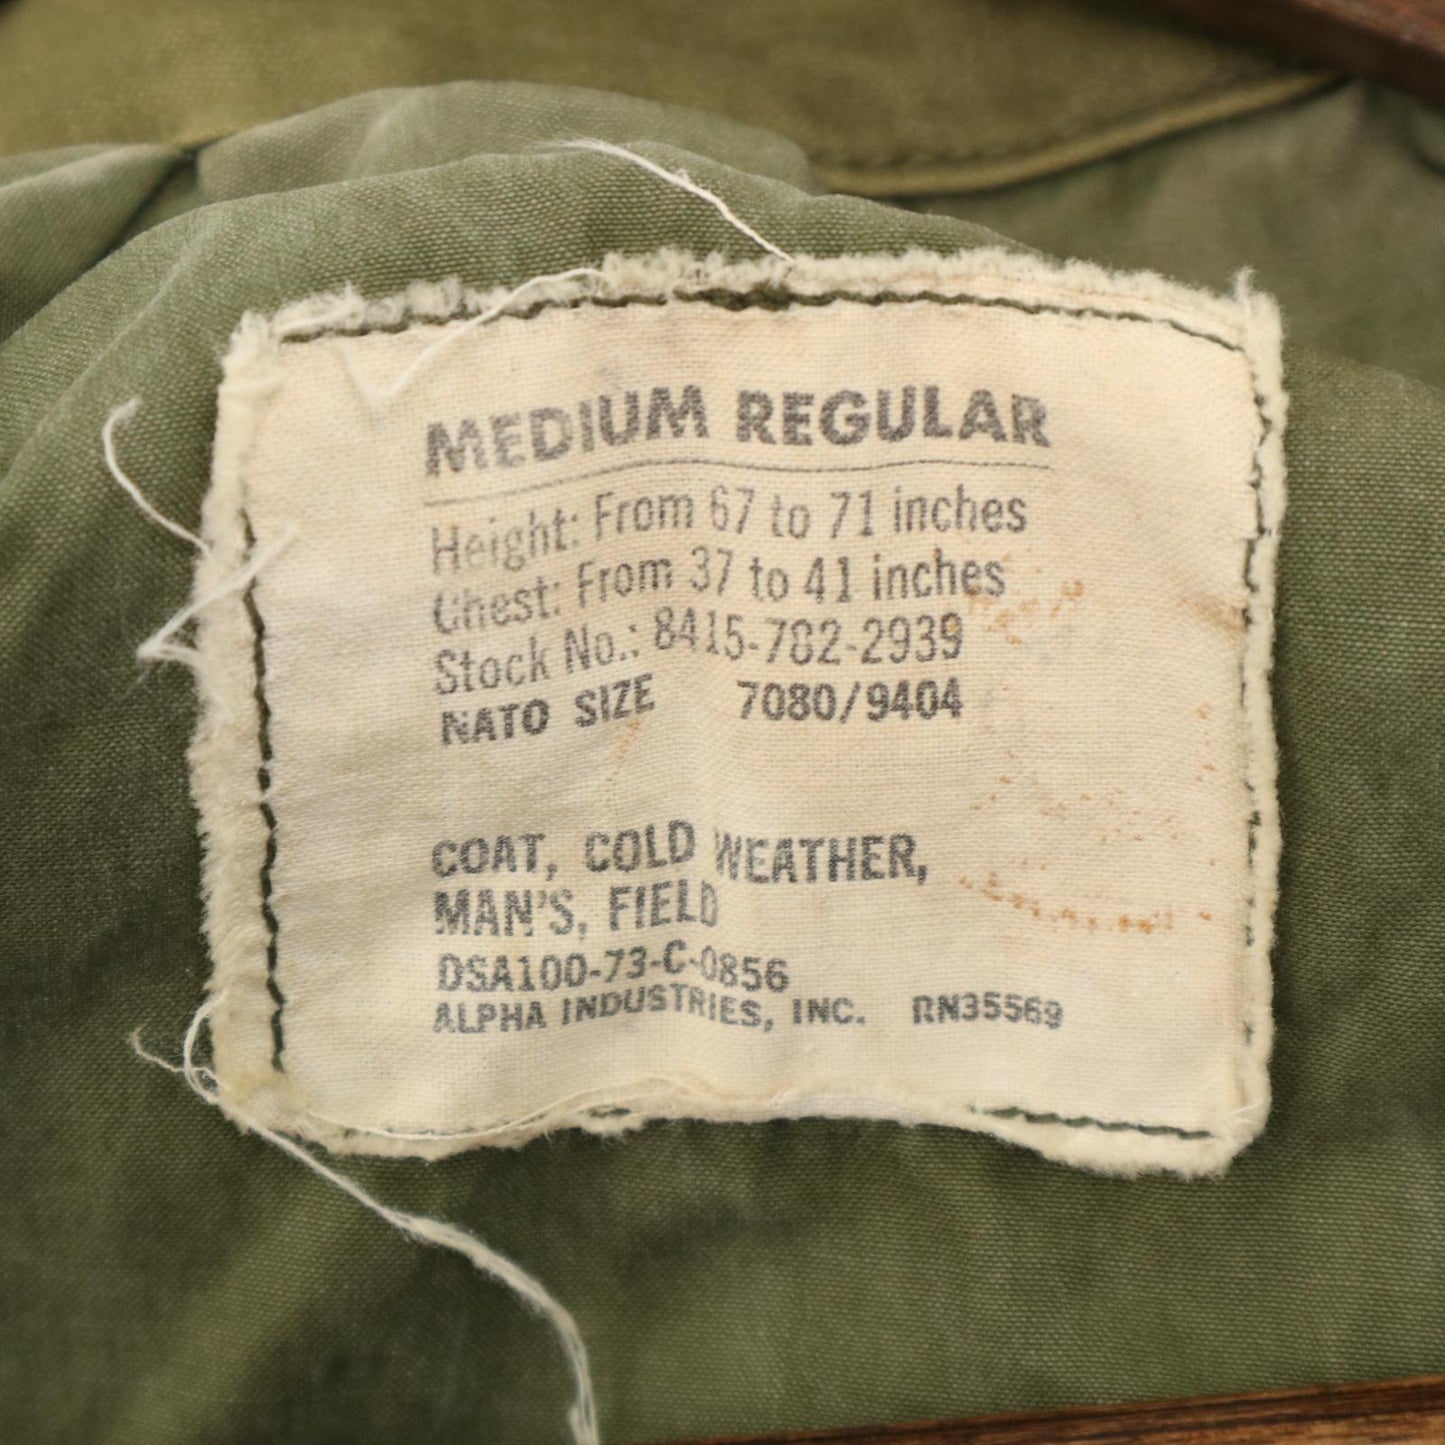 MEDIUM REGULAR
Height: From 67 to 71 inches
Chest: From 37 to 41 inches
Stock No.: 8415-782-2939
NATO SIZE 7080/9404
COAT, COLD WEATHER,
MAN'S, FIELD
DSA100-73-C-0856
ALPHA INDUSTRIES, INC. RN35569